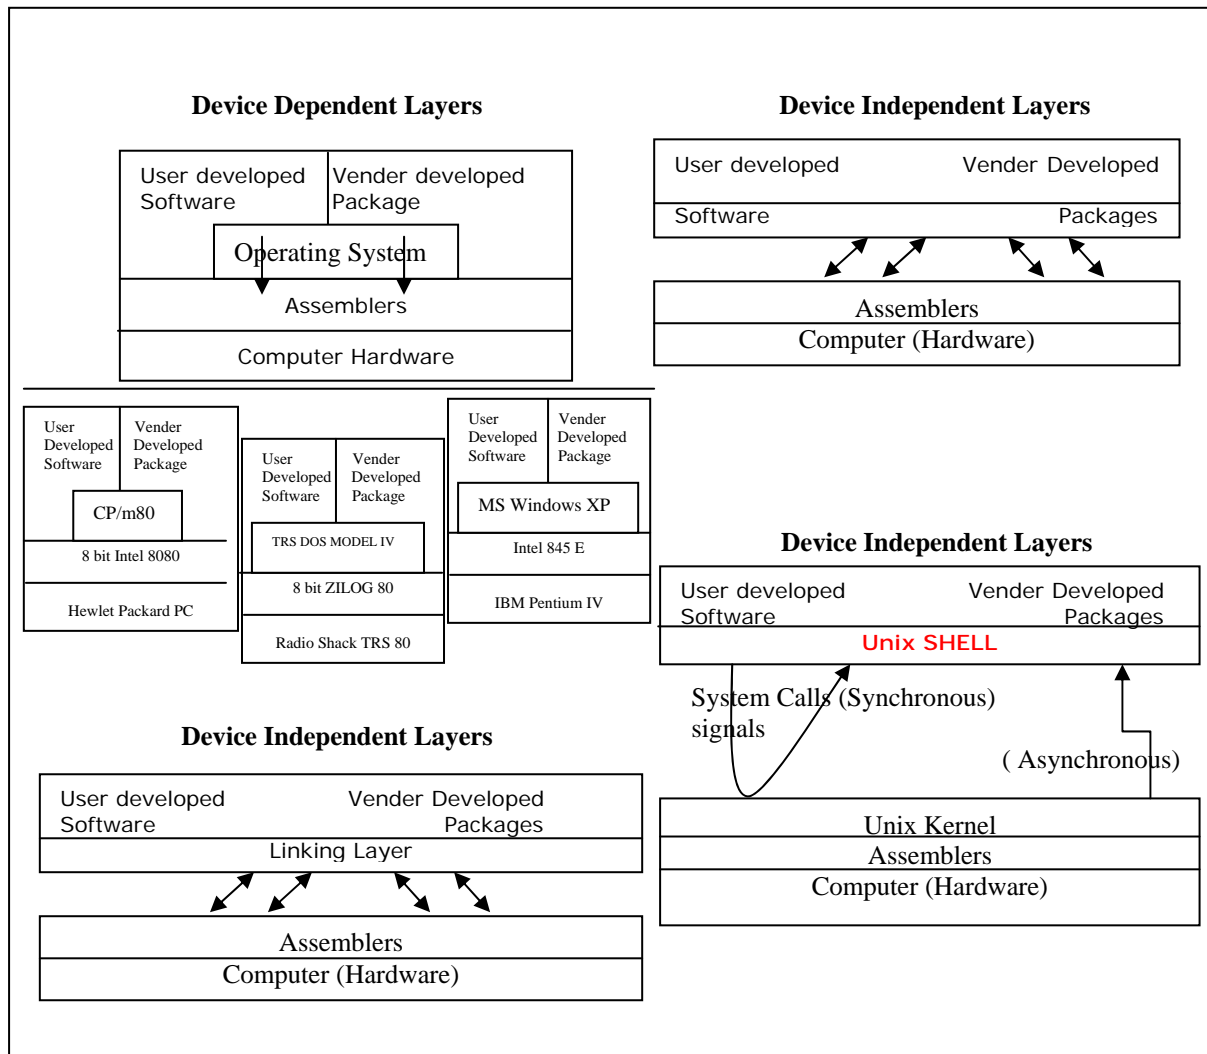 Device Dependent Layers
User developed
Software
Vender developed
Package
Operating System
Assemblers
Computer Hardware
Device Independent Layers
User developed Vender Developed
Software Packages
Assemblers
Computer (Hardware)
User
Developed
Software
Vender
Developed
Package
CP/m80
8 bit Intel 8080
Hewlet Packard PC
User
Developed
Software
Vender
Developed
Package
TRS DOS MODEL IV
8 bit ZILOG 80
Radio Shack TRS 80
User
Developed
Software
Vender
Developed
Package
MS Windows XP
Intel 845 E
IBM Pentium IV
Device Independent Layers
User developed Vender Developed
Software Packages
Unix SHELL
System Calls (Synchronous)
signals
( Asynchronous)
Unix Kernel
Assemblers
Computer (Hardware)
Device Independent Layers
User developed Vender Developed
Software Packages
Linking Layer
Assemblers
Computer (Hardware)